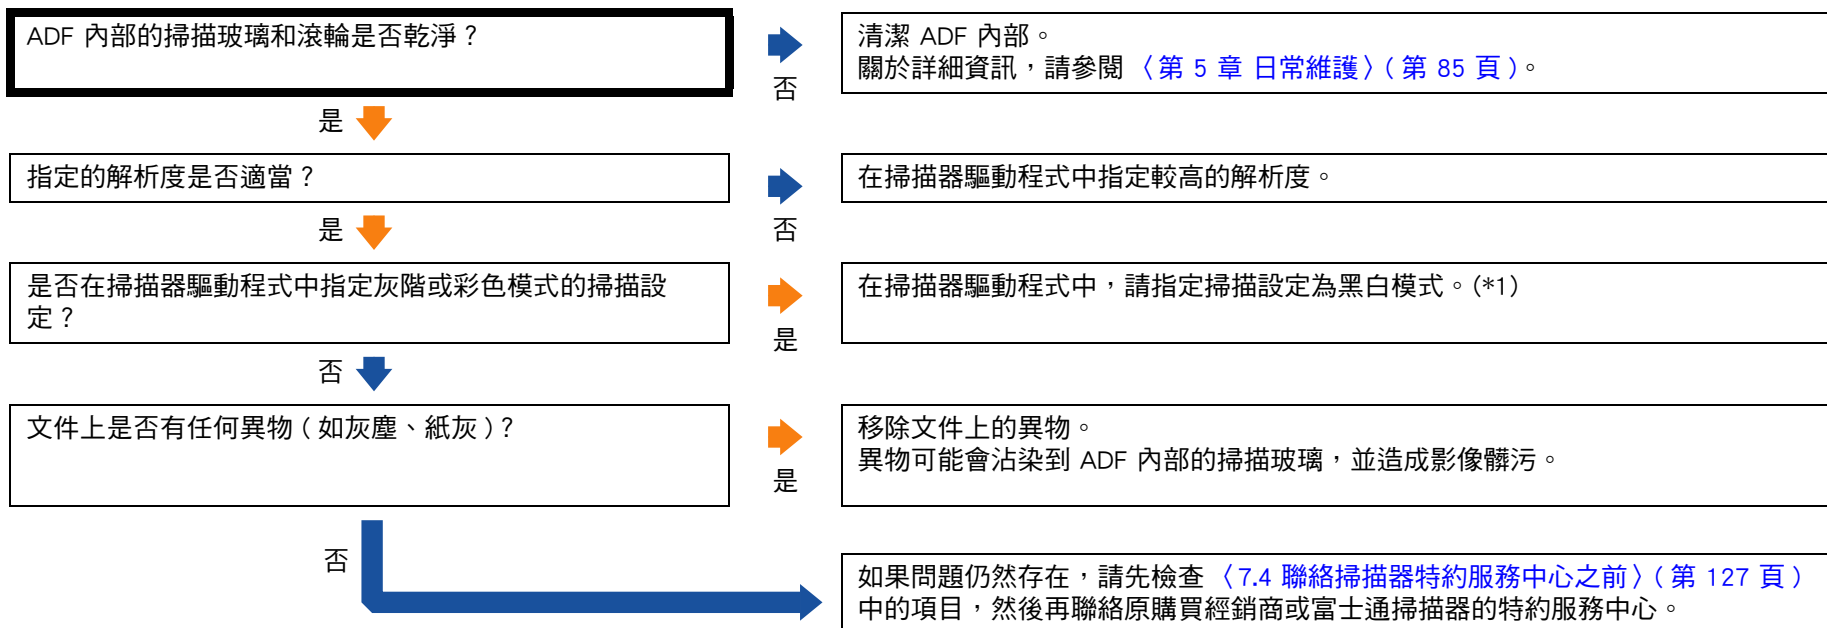 ADF 內部的掃描玻璃和滾輪是否乾淨？
否
清潔 ADF 內部。
關於詳細資訊，請參閱 〈第 5 章 日常維護〉( 第 85 頁 )。
是
指定的解析度是否適當？
否
在掃描器驅動程式中指定較高的解析度。
是
是否在掃描器驅動程式中指定灰階或彩色模式的掃描設
定？
是
在掃描器驅動程式中，請指定掃描設定為黑白模式。(*1)
否
文件上是否有任何異物 ( 如灰塵、紙灰 )？
是
移除文件上的異物。
異物可能會沾染到 ADF 內部的掃描玻璃，並造成影像髒污。
否
如果問題仍然存在，請先檢查 〈7.4 聯絡掃描器特約服務中心之前〉( 第 127 頁 )
中的項目，然後再聯絡原購買經銷商或富士通掃描器的特約服務中心。